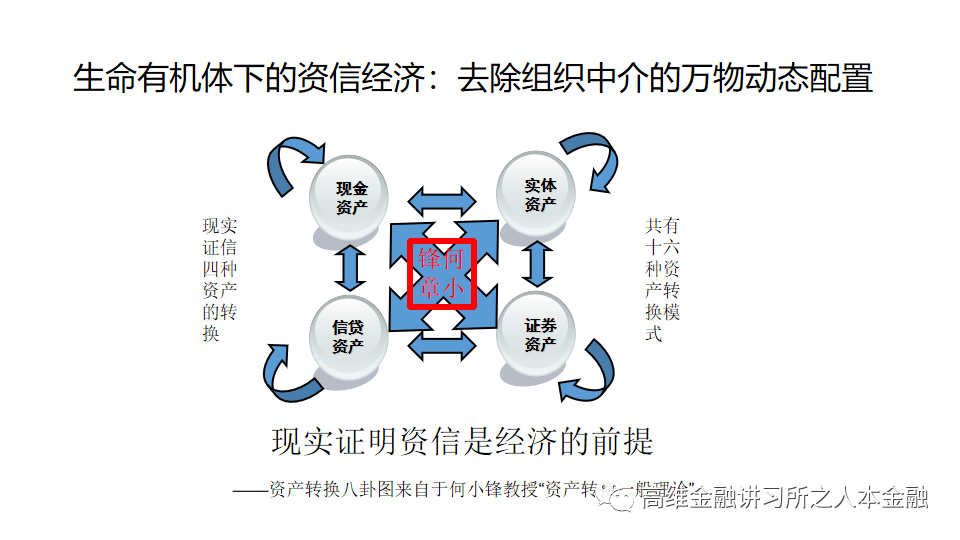 生命有机体下的资信经济：去除组织中介的万物动态配置
现金
资产
实体
资产
现实
证信
四种
资产
的转
换
锋何
章小
共有
十六
种资
产转
换模
式
信贷
资产
证券
资产
现实证明资信是经济的前提
——资产转换八卦图来自于何小锋教授“资产转 一般理论”
高维金融讲习所之人本金融